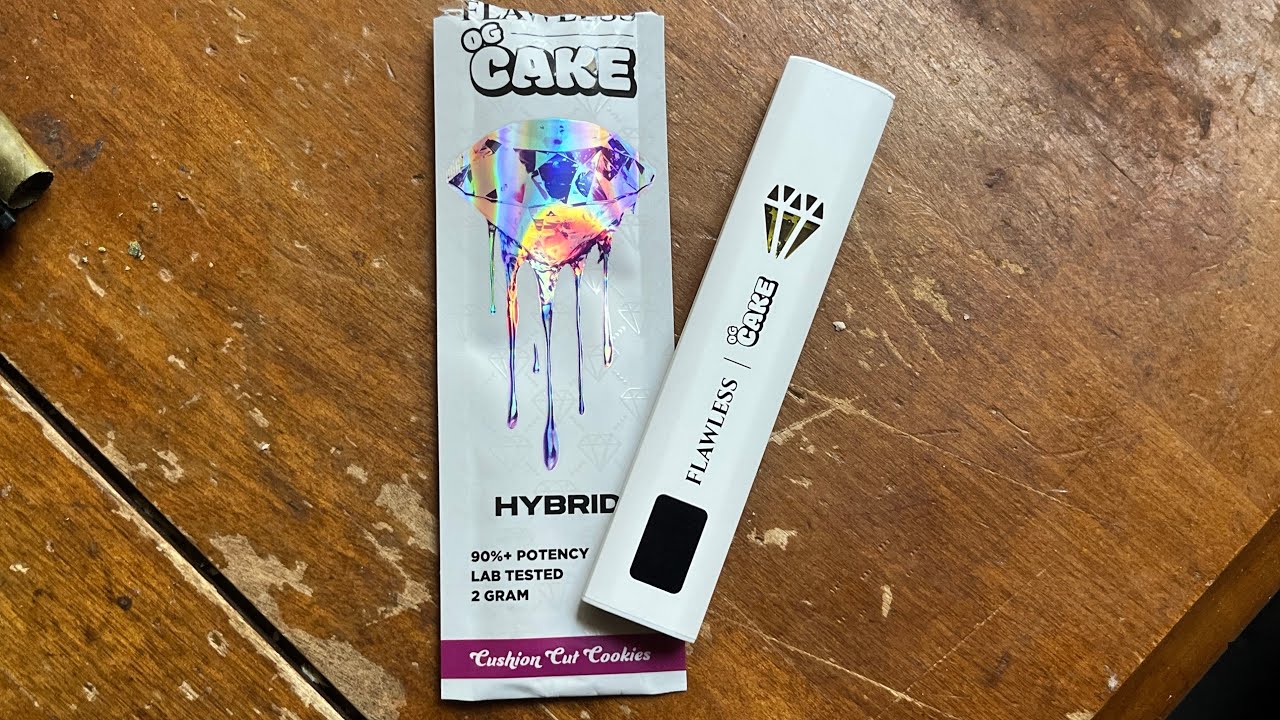 FLAWLESS
OG
CAKE
HYBRID
90%+ POTENCY
LAB TESTED
2 GRAM
Cushion Cut Cookies
FLAWLESS | OG CAKE